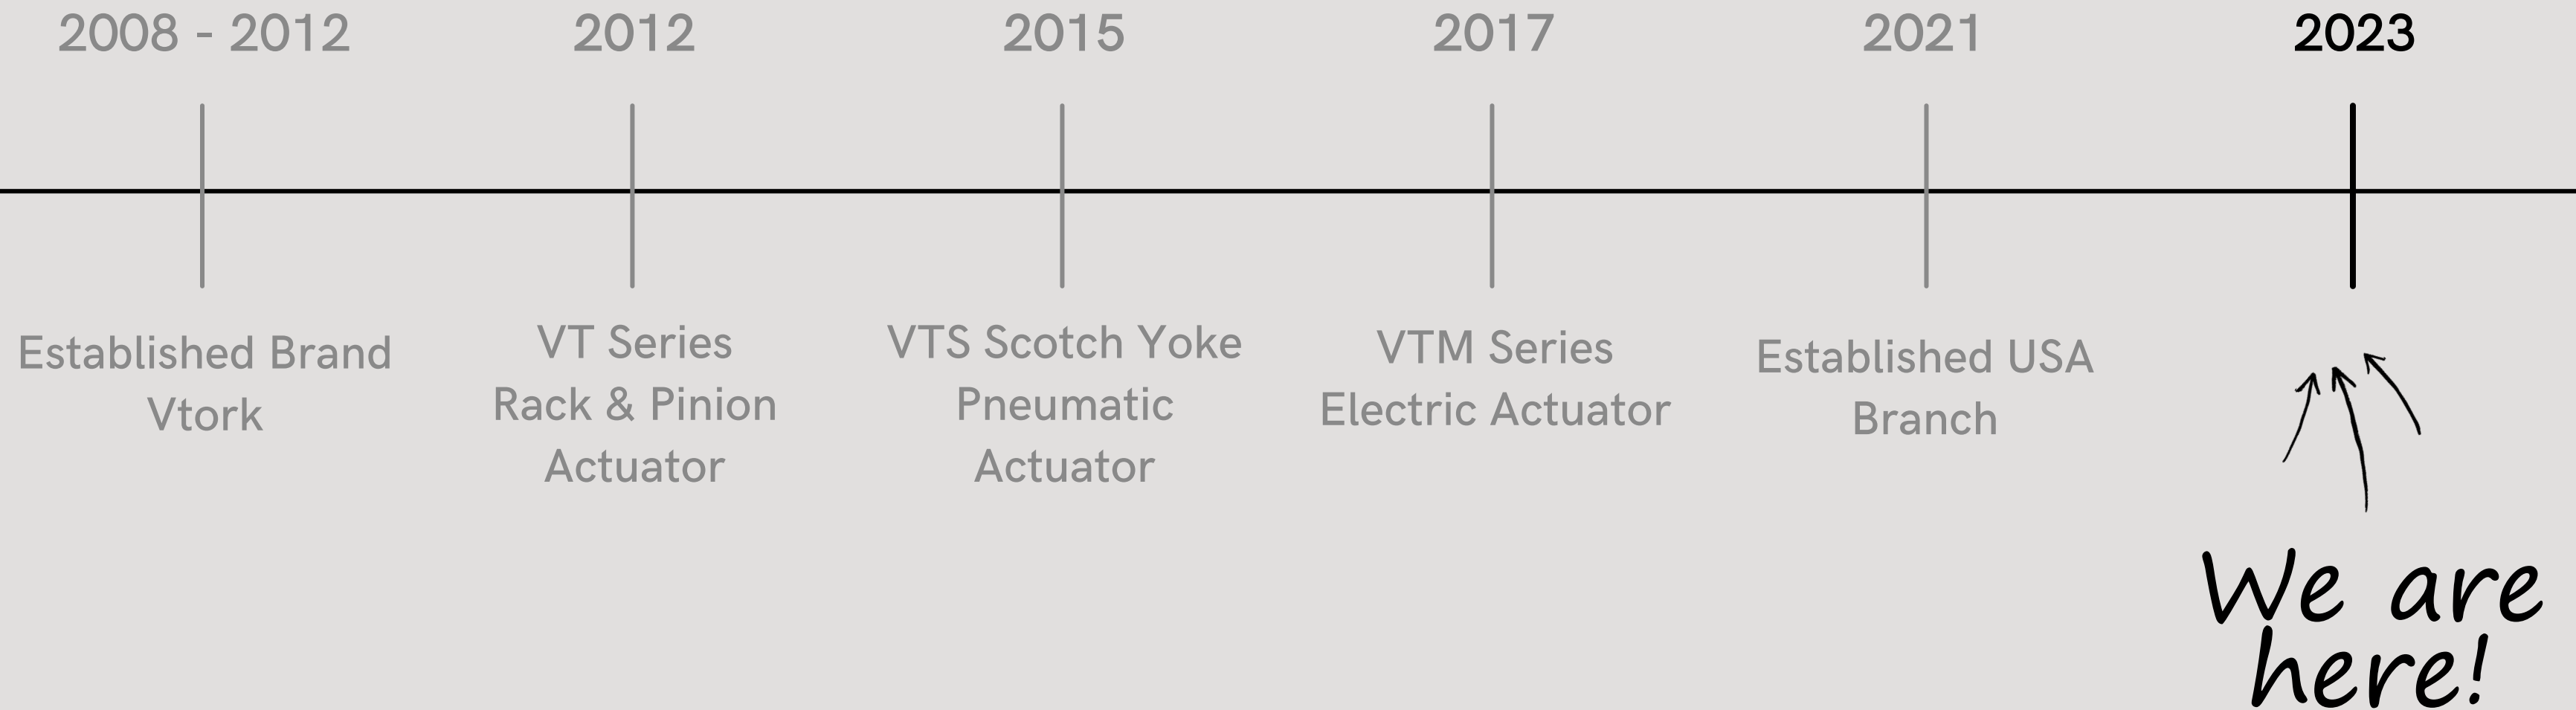 2008 - 2012
Established Brand
Vtork
2012
VT Series
Rack & Pinion
Actuator
2015
VTS Scotch Yoke
Pneumatic
Actuator
2017
VTM Series
Electric Actuator
2021
Established USA
Branch
2023
We are
here!